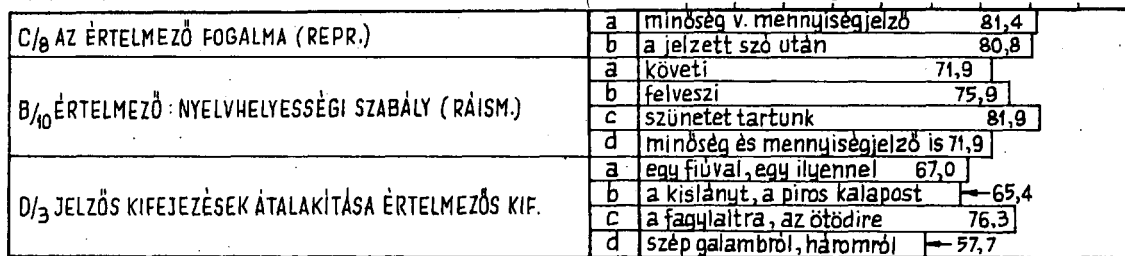 C/8 AZ ÉRTELMEZŐ FOGALMA (REPR.)
a minőség v. mennyiségjelző 81,4
b a jelzett szó után 80,8
B/10 ÉRTELMEZŐ: NYELVHELYESSÉGI SZABÁLY (RÁISM.)
a követi 71,9
b felveszi 75,9
c szünetet tartunk 81,9
d minőség és mennyiségjelző is 71,9
D/3 JELZŐS KIFEJEZÉSEK ÁTALAKÍTÁSA ÉRTELMEZŐS KIF.
a egy fiúval, egy ilyennel 67,0
b a kislányt, a piros kalapost 65,4
c a fagylaltra, az ötödire 76,3
d szép galambról, háromról 57,7